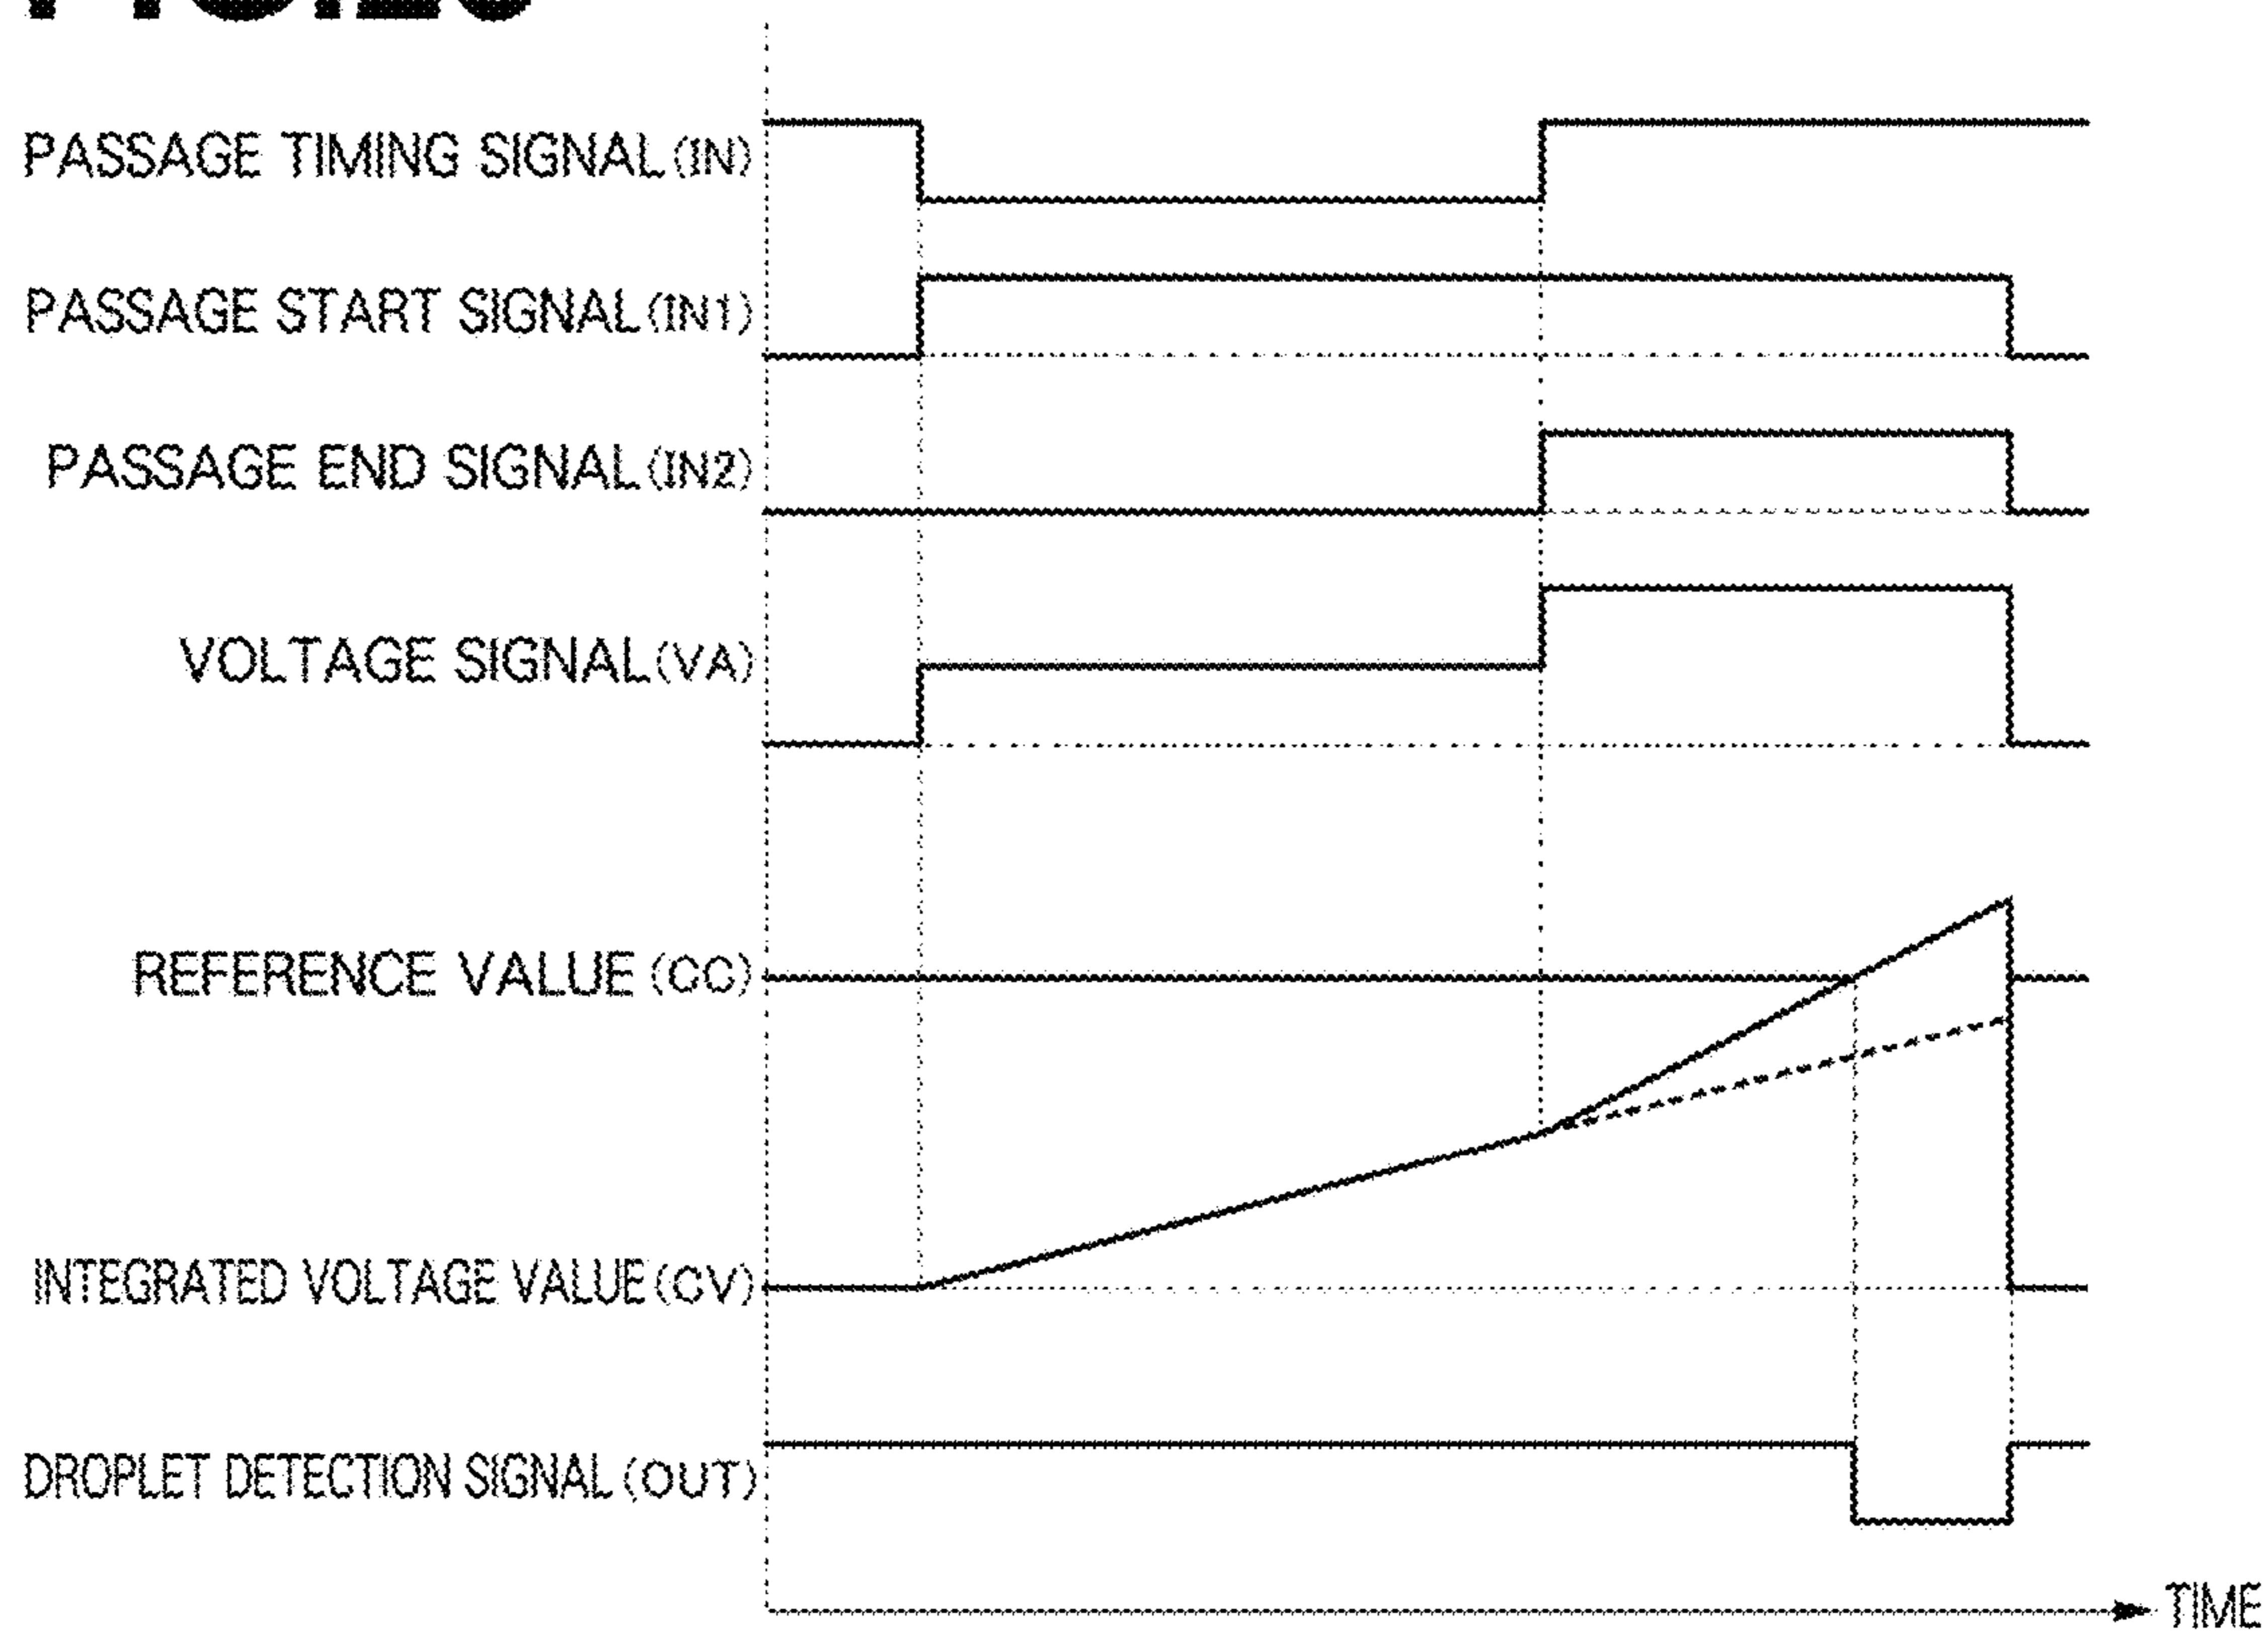 PASSAGE TIMING SIGNAL(IN)
PASSAGE START SIGNAL(IN1)
PASSAGE END SIGNAL(IN2)
VOLTAGE SIGNAL(VA)
REFERENCE VALUE (CC)
INTEGRATED VOLTAGE VALUE(CV)
DROPLET DETECTION SIGNAL(OUT)
TIME